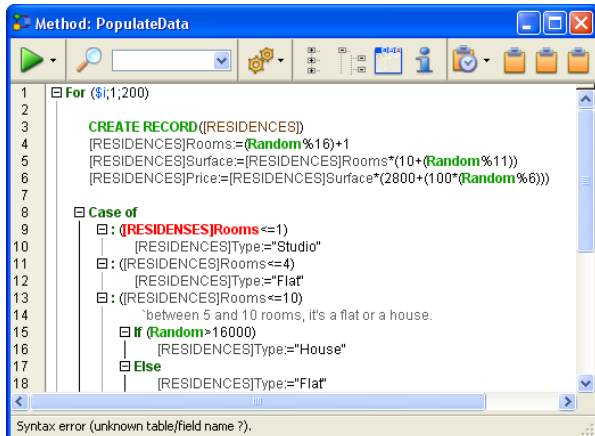 Method: PopulateData
1 For ($i;1;200)
2
3 CREATE RECORD([RESIDENCES])
4 [RESIDENCES]Rooms:=(Random%16)+1
5 [RESIDENCES]Surface:=[RESIDENCES]Rooms*(10+(Random%11))
6 [RESIDENCES]Price:=[RESIDENCES]Surface*(2800+(100*(Random%6)))
7
8 Case of
9 : ([RESIDENSES]Rooms<=1)
10 [RESIDENCES]Type:="Studio"
11 : ([RESIDENCES]Rooms<=4)
12 [RESIDENCES]Type:="Flat"
13 : ([RESIDENCES]Rooms<=10)
14 `between 5 and 10 rooms, it's a flat or a house.
15 If (Random>16000)
16 [RESIDENCES]Type:="House"
17 Else
18 [RESIDENCES]Type:="Flat"
Syntax error (unknown table/field name ?).